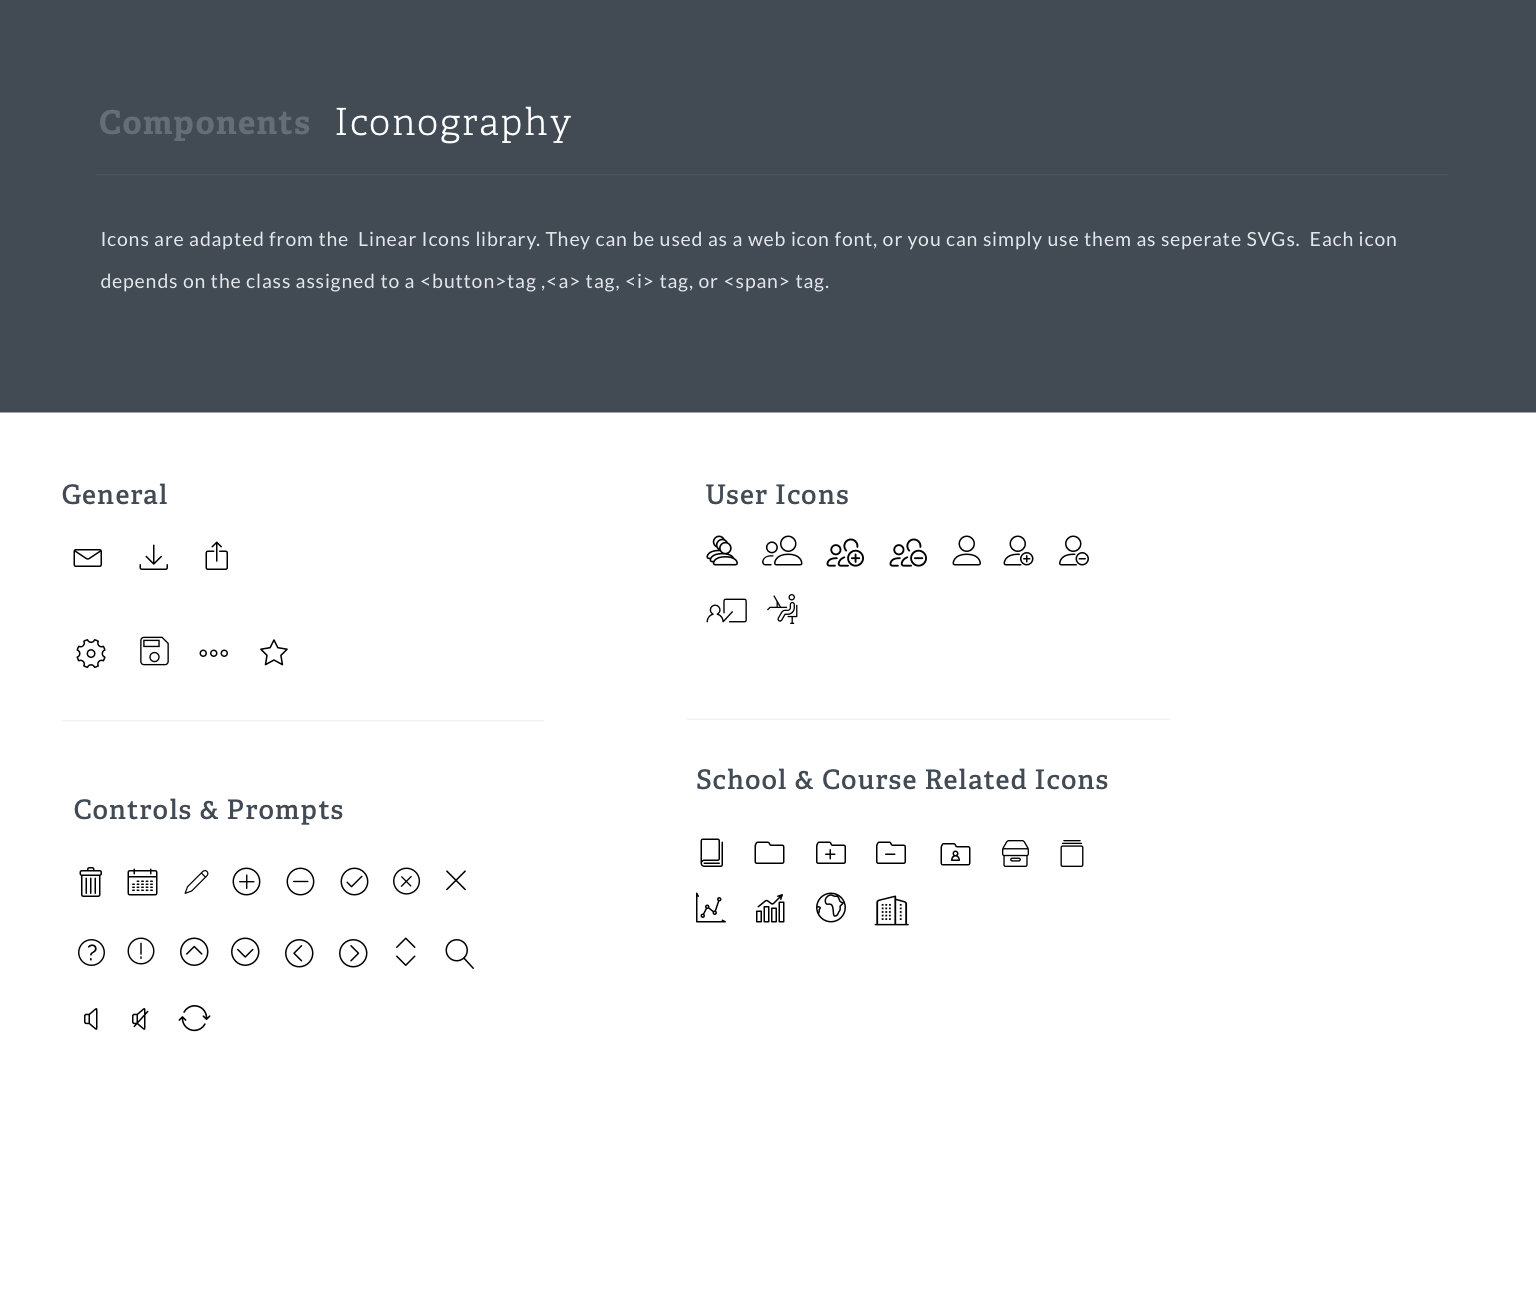 Components Iconography
Icons are adapted from the Linear Icons library. They can be used as a web icon font, or you can simply use them as seperate SVGs. Each icon
depends on the class assigned to a <button>tag ,<a> tag, <i> tag, or <span> tag.
General
User Icons
School & Course Related Icons
Controls & Prompts